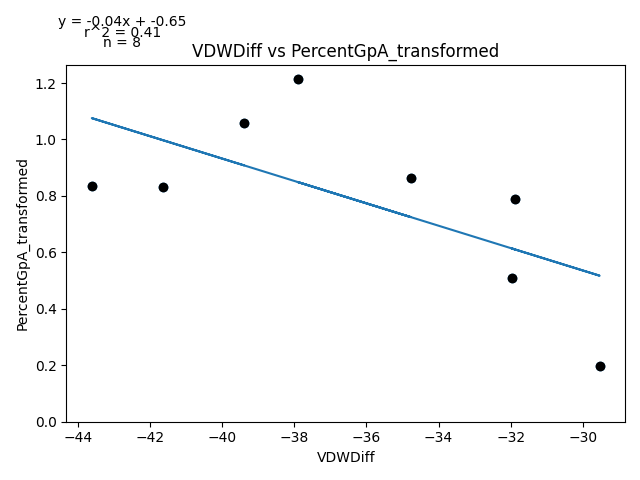 y = -0.04x + -0.65
r^2 = 0.41
n = 8
VDWDiff vs PercentGpA_transformed
PercentGpA_transformed
1.2
1.0
0.8
0.6
0.4
0.2
0.0
−44
−42
−40
−38
−36
−34
−32
−30
VDWDiff